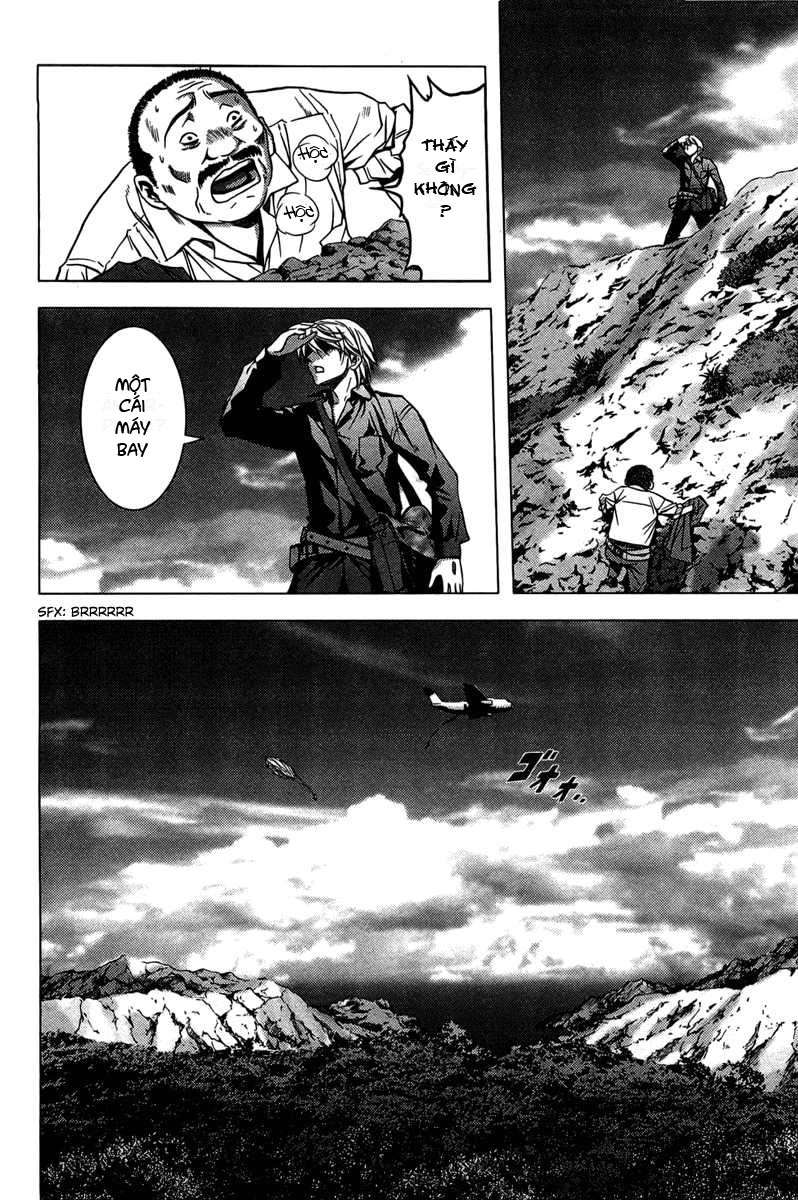 THẤY
GÌ
KHÔNG
?
HỘC
HỘC
MỘT
CÁI
MÁY
BAY
SFX: BRRRRRR
ゴォォ‥